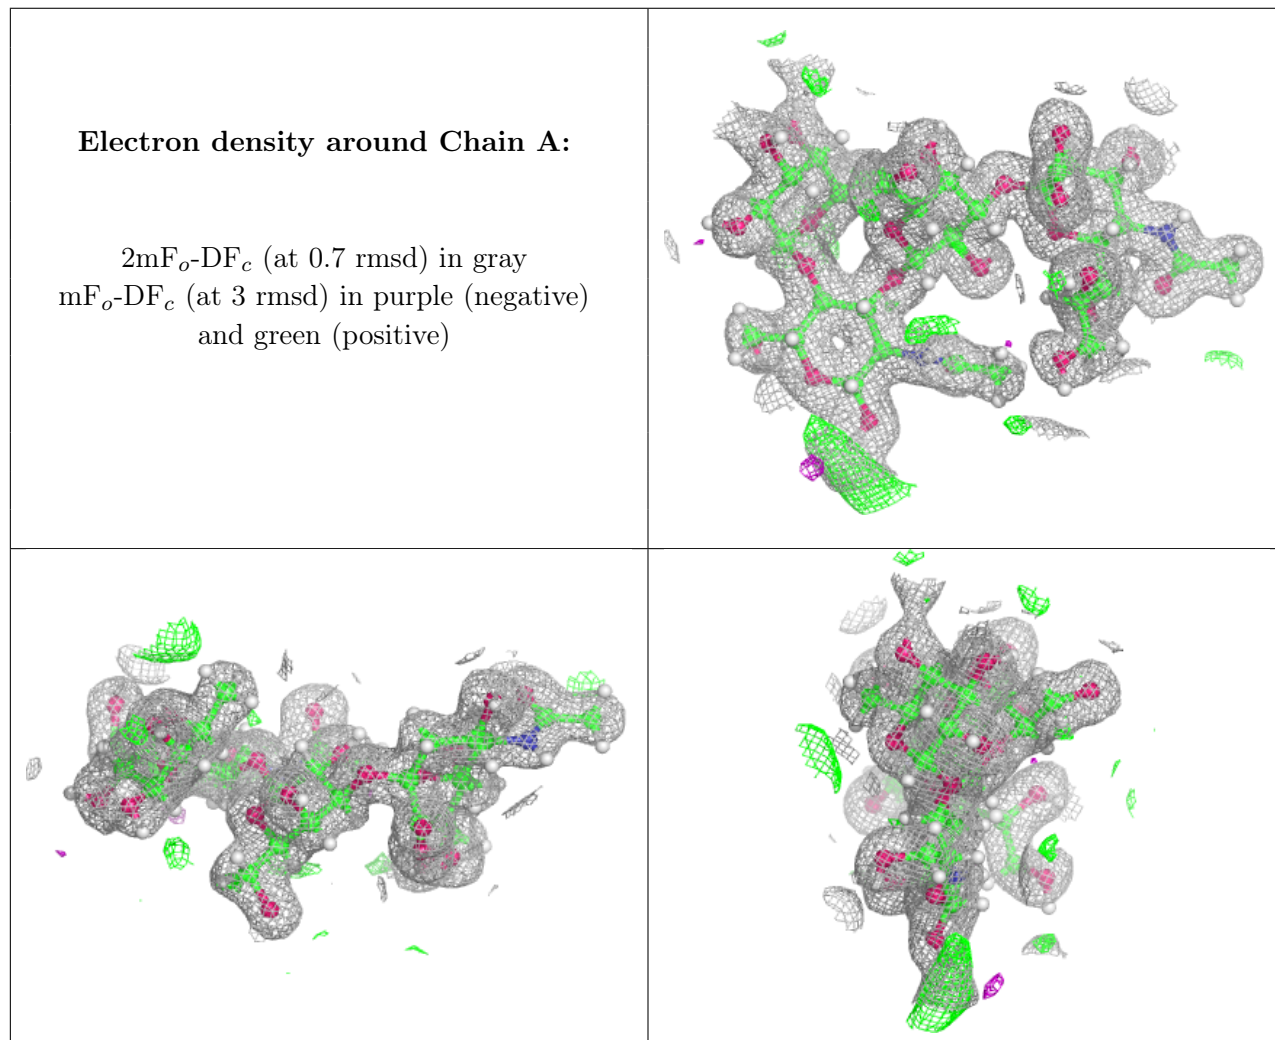 Electron density around Chain A:
2mFo-DFc (at 0.7 rmsd) in gray
mFo-DFc (at 3 rmsd) in purple (negative)
and green (positive)